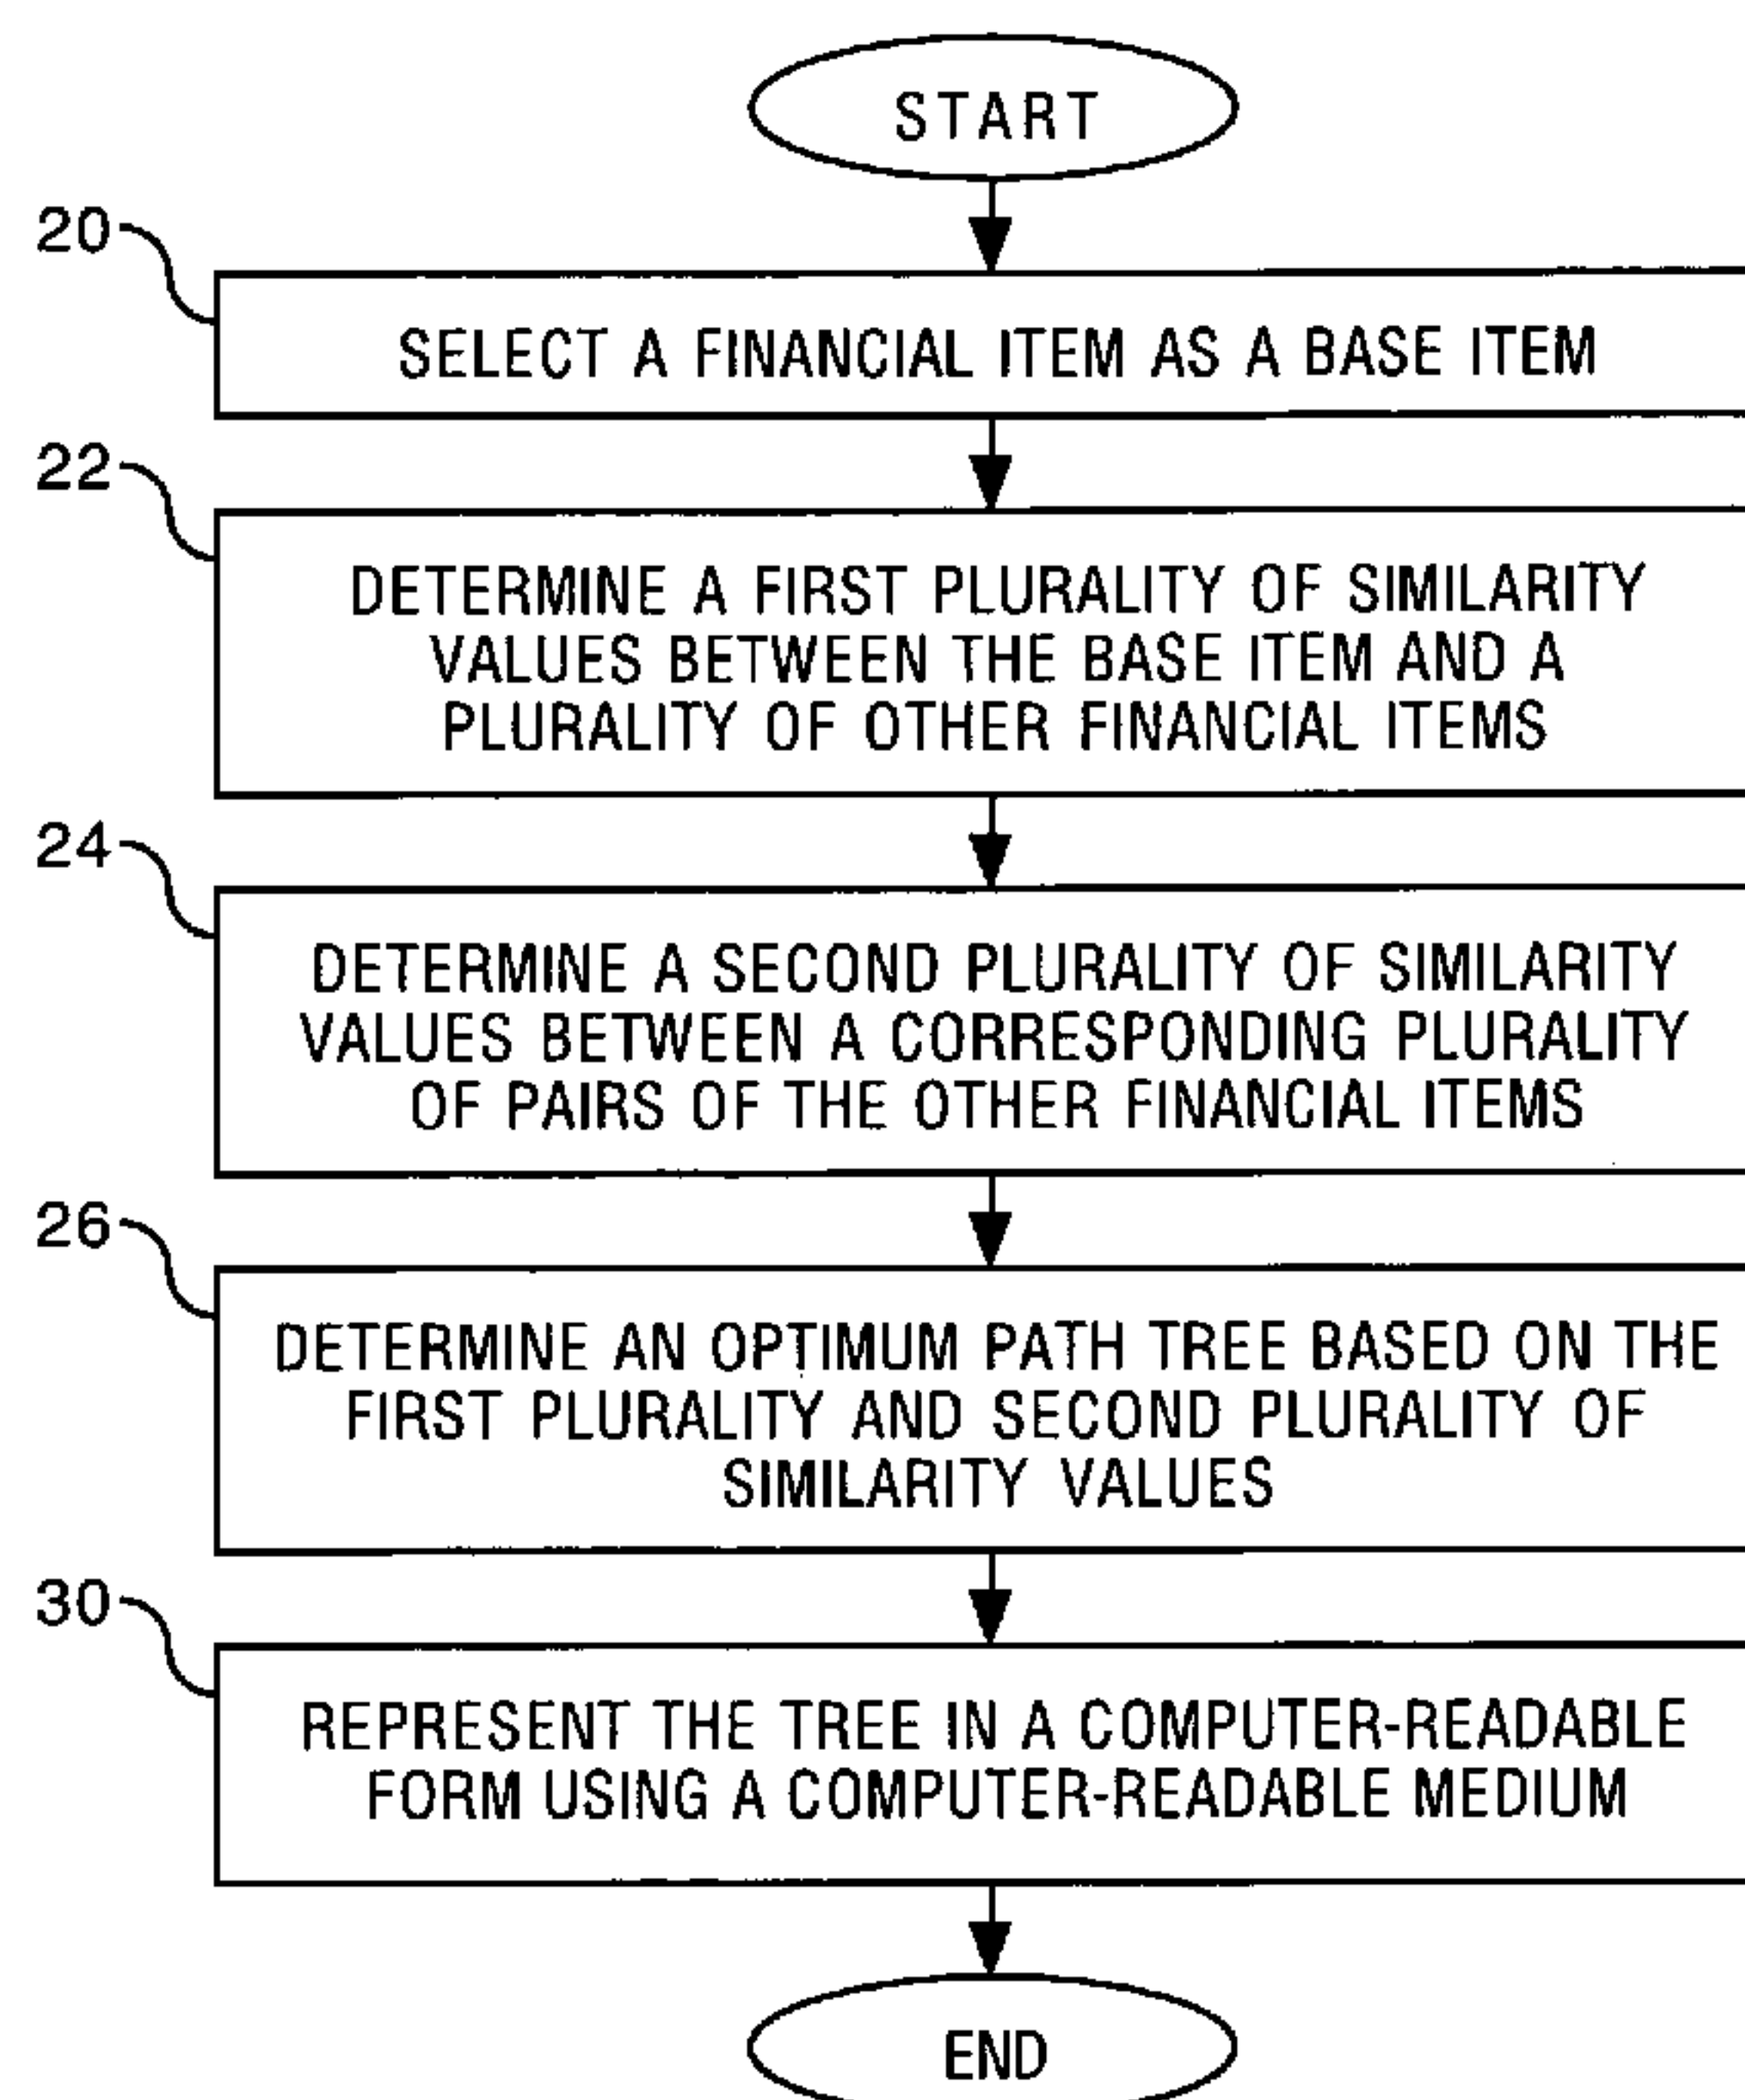 START
20
SELECT A FINANCIAL ITEM AS A BASE ITEM
22
DETERMINE A FIRST PLURALITY OF SIMILARITY
VALUES BETWEEN THE BASE ITEM AND A
PLURALITY OF OTHER FINANCIAL ITEMS
24
DETERMINE A SECOND PLURALITY OF SIMILARITY
VALUES BETWEEN A CORRESPONDING PLURALITY
OF PAIRS OF THE OTHER FINANCIAL ITEMS
26
DETERMINE AN OPTIMUM PATH TREE BASED ON THE
FIRST PLURALITY AND SECOND PLURALITY OF
SIMILARITY VALUES
30
REPRESENT THE TREE IN A COMPUTER-READABLE
FORM USING A COMPUTER-READABLE MEDIUM
END